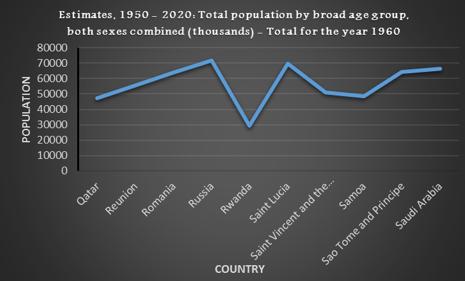 Estimates, 1950 – 2020: Total population by broad age group,
both sexes combined (thousands) – Total for the year 1960
80000
70000
60000
50000
40000
30000
20000
10000
0
POPULATION
Qatar
Reunion
Romania
Russia
Rwanda
Saint Lucia
Saint Vincent and the...
Samoa
Sao Tome and Principe
Saudi Arabia
COUNTRY